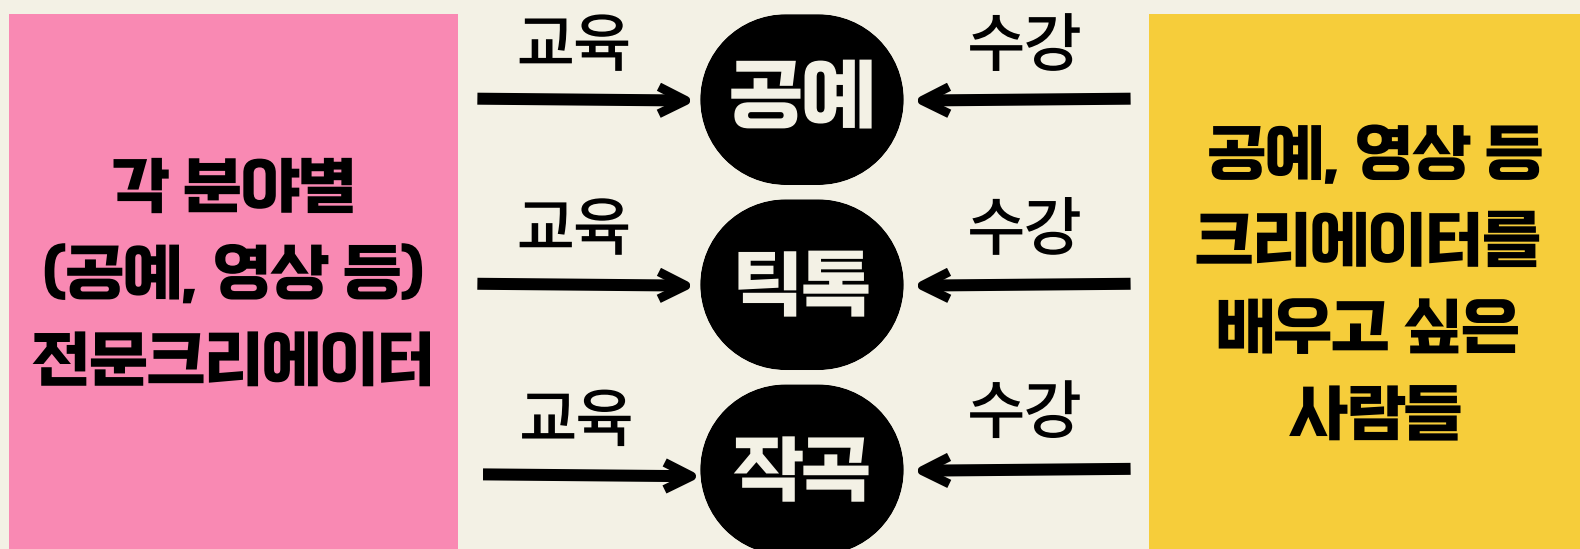 각 분야별
(공예, 영상 등)
전문크리에이터
교육
공예
수강
교육
틱톡
수강
교육
작곡
수강
공예, 영상 등
크리에이터를
배우고 싶은
사람들